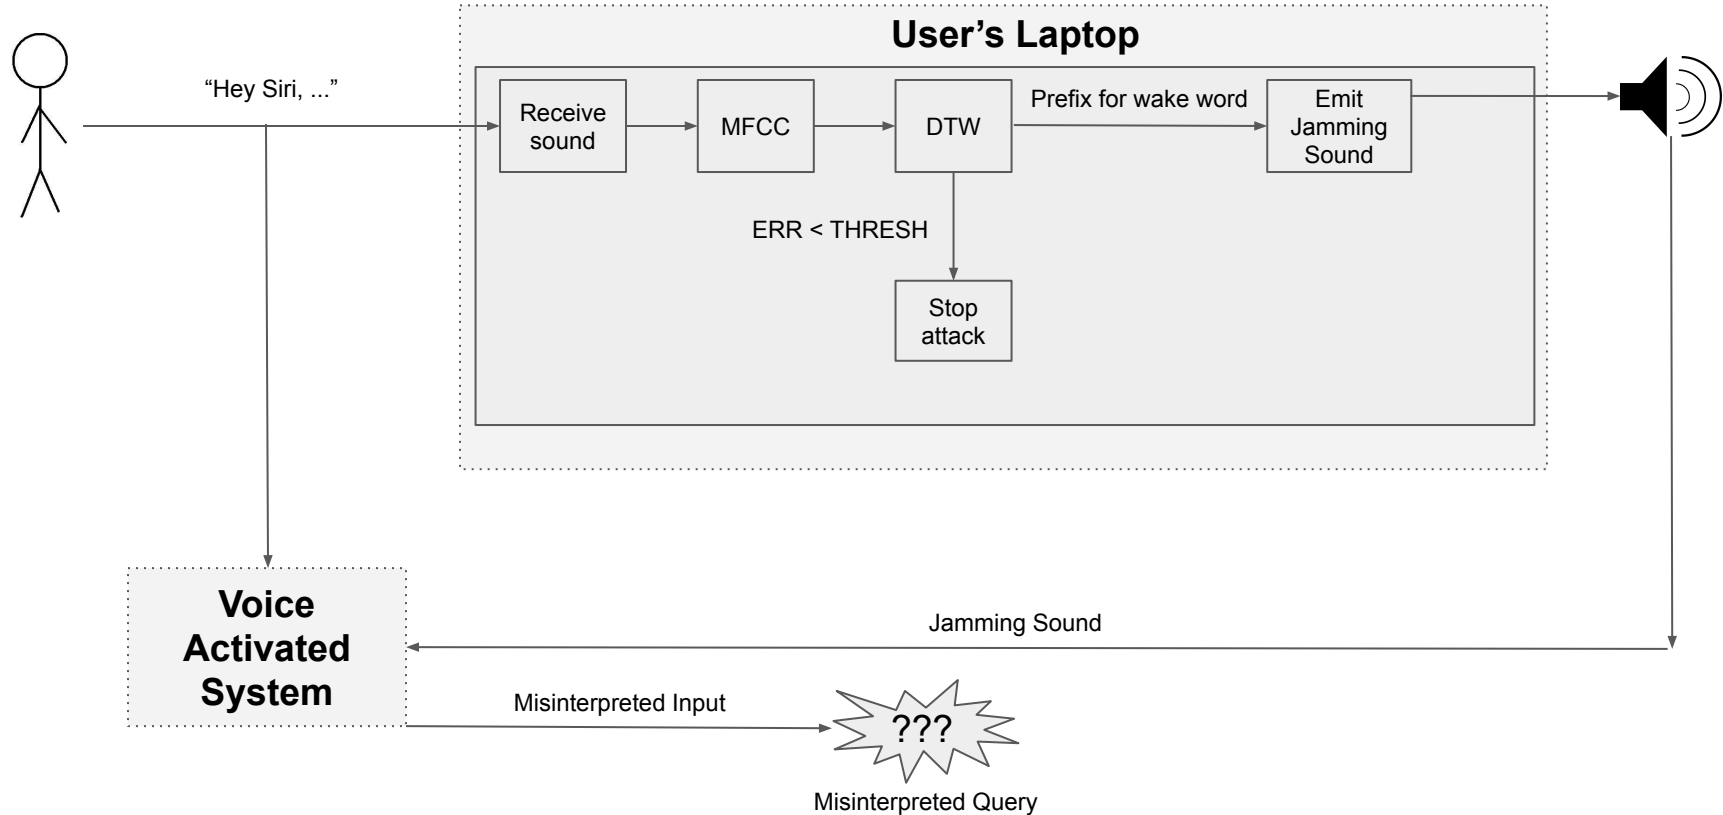 User’s Laptop
“Hey Siri, ...”
Receive
sound
MFCC
DTW
Prefix for wake word
Emit
Jamming
Sound
ERR < THRESH
Stop
attack
Voice
Activated
System
Jamming Sound
Misinterpreted Input
???
Misinterpreted Query